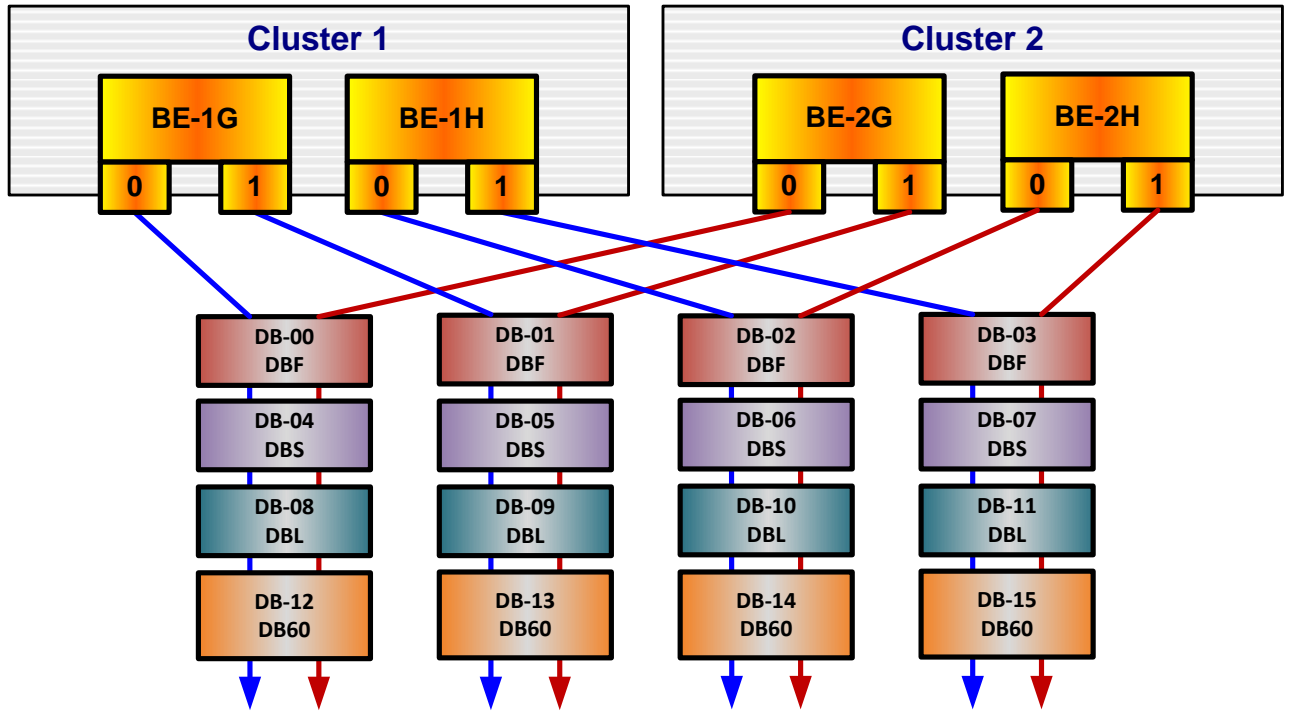 Cluster 1
Cluster 2
BE-1G
BE-1H
BE-2G
BE-2H
0
1
0
1
0
1
0
1
DB-00
DBF
DB-01
DBF
DB-02
DBF
DB-03
DBF
DB-04
DBS
DB-05
DBS
DB-06
DBS
DB-07
DBS
DB-08
DBL
DB-09
DBL
DB-10
DBL
DB-11
DBL
DB-12
DB60
DB-13
DB60
DB-14
DB60
DB-15
DB60